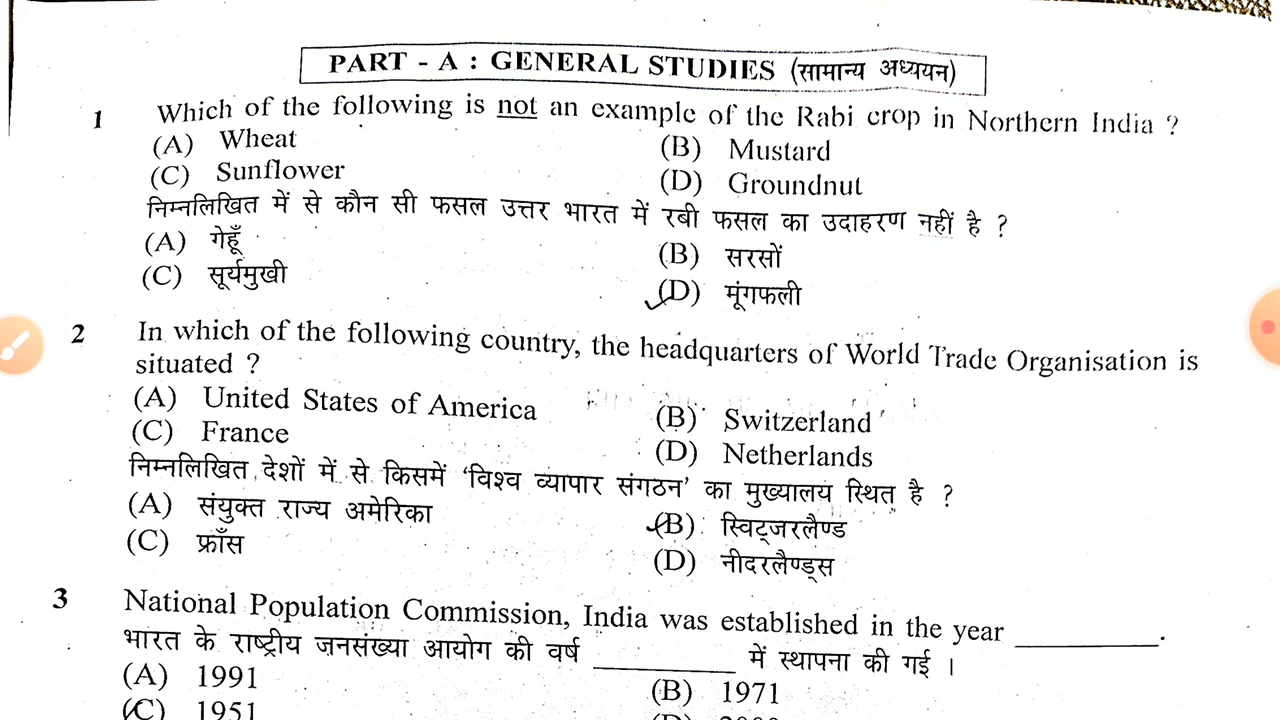 PART - A : GENERAL STUDIES (सामान्य अध्ययन)
1 Which of the following is not an example of the Rabi crop in Northern India ?
(A) Wheat (B) Mustard
(C) Sunflower (D) Groundnut
निम्नलिखित में से कौन सी फसल उत्तर भारत में रबी फसल का उदाहरण नहीं है ?
(A) गेहूँ (B) सरसों
(C) सूर्यमुखी (D) मूंगफली
2 In which of the following country, the headquarters of World Trade Organisation is
situated ?
(A) United States of America (B) Switzerland
(C) France (D) Netherlands
निम्नलिखित देशों में से किसमें ‘विश्व व्यापार संगठन’ का मुख्यालय स्थित है ?
(A) संयुक्त राज्य अमेरिका (B) स्विट्जरलैण्ड
(C) फ्राँस (D) नीदरलैण्ड्स
3 National Population Commission, India was established in the year ________.
भारत के राष्ट्रीय जनसंख्या आयोग की वर्ष ________ में स्थापना की गई ।
(A) 1991 (B) 1971
(C) 1951